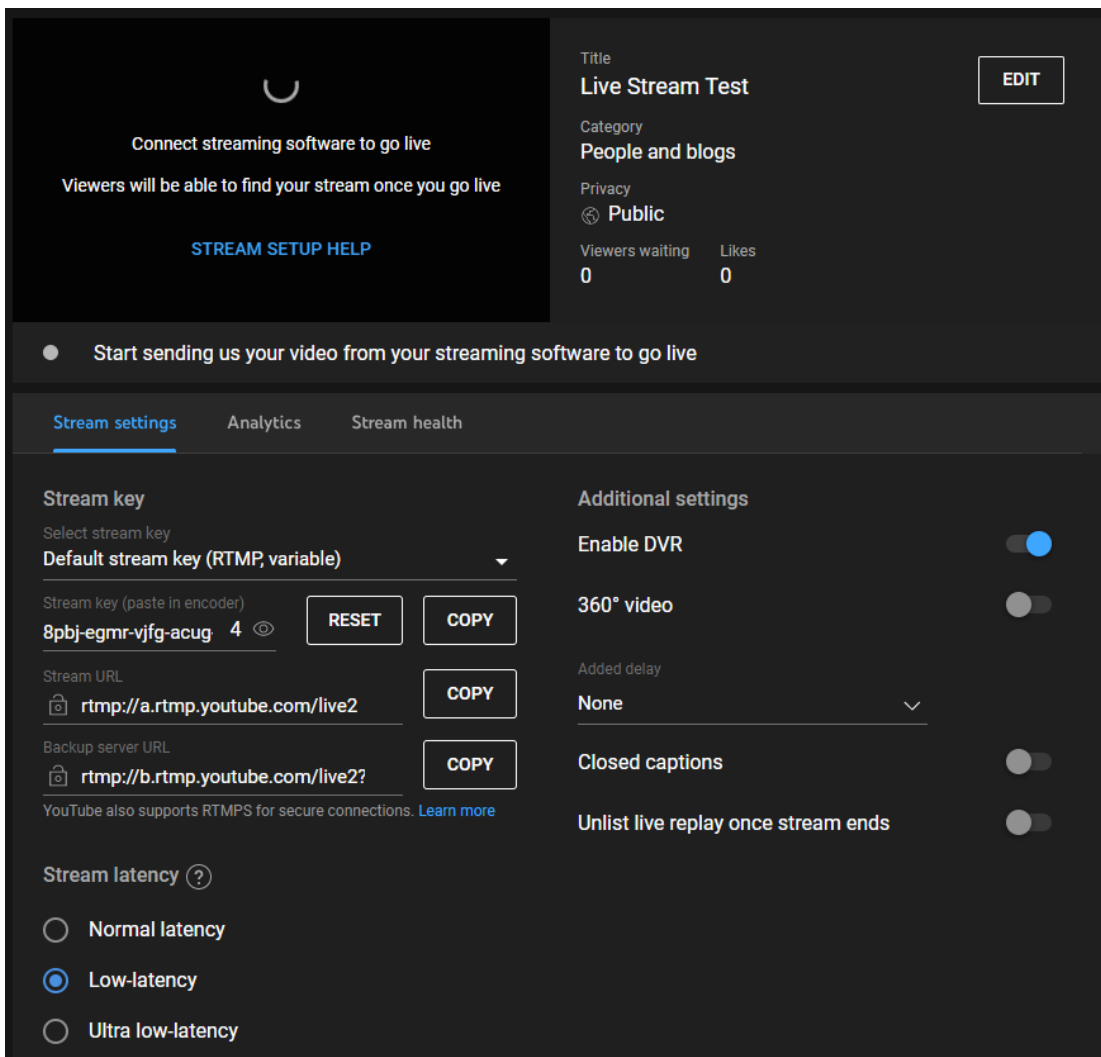 Connect streaming software to go live
Viewers will be able to find your stream once you go live
STREAM SETUP HELP
Title
Live Stream Test
EDIT
Category
People and blogs
Privacy
Public
Viewers waiting Likes
0 0
Start sending us your video from your streaming software to go live
Stream settings Analytics Stream health
Stream key
Select stream key
Default stream key (RTMP, variable)
Stream key (paste in encoder)
8pbj-egmr-vjfg-acug- 4 RESET COPY
Stream URL
rtmp://a.rtmp.youtube.com/live2 COPY
Backup server URL
rtmp://b.rtmp.youtube.com/live2? COPY
YouTube also supports RTMPS for secure connections. Learn more
Stream latency ?
Normal latency
Low-latency
Ultra low-latency
Additional settings
Enable DVR
360° video
Added delay
None
Closed captions
Unlist live replay once stream ends